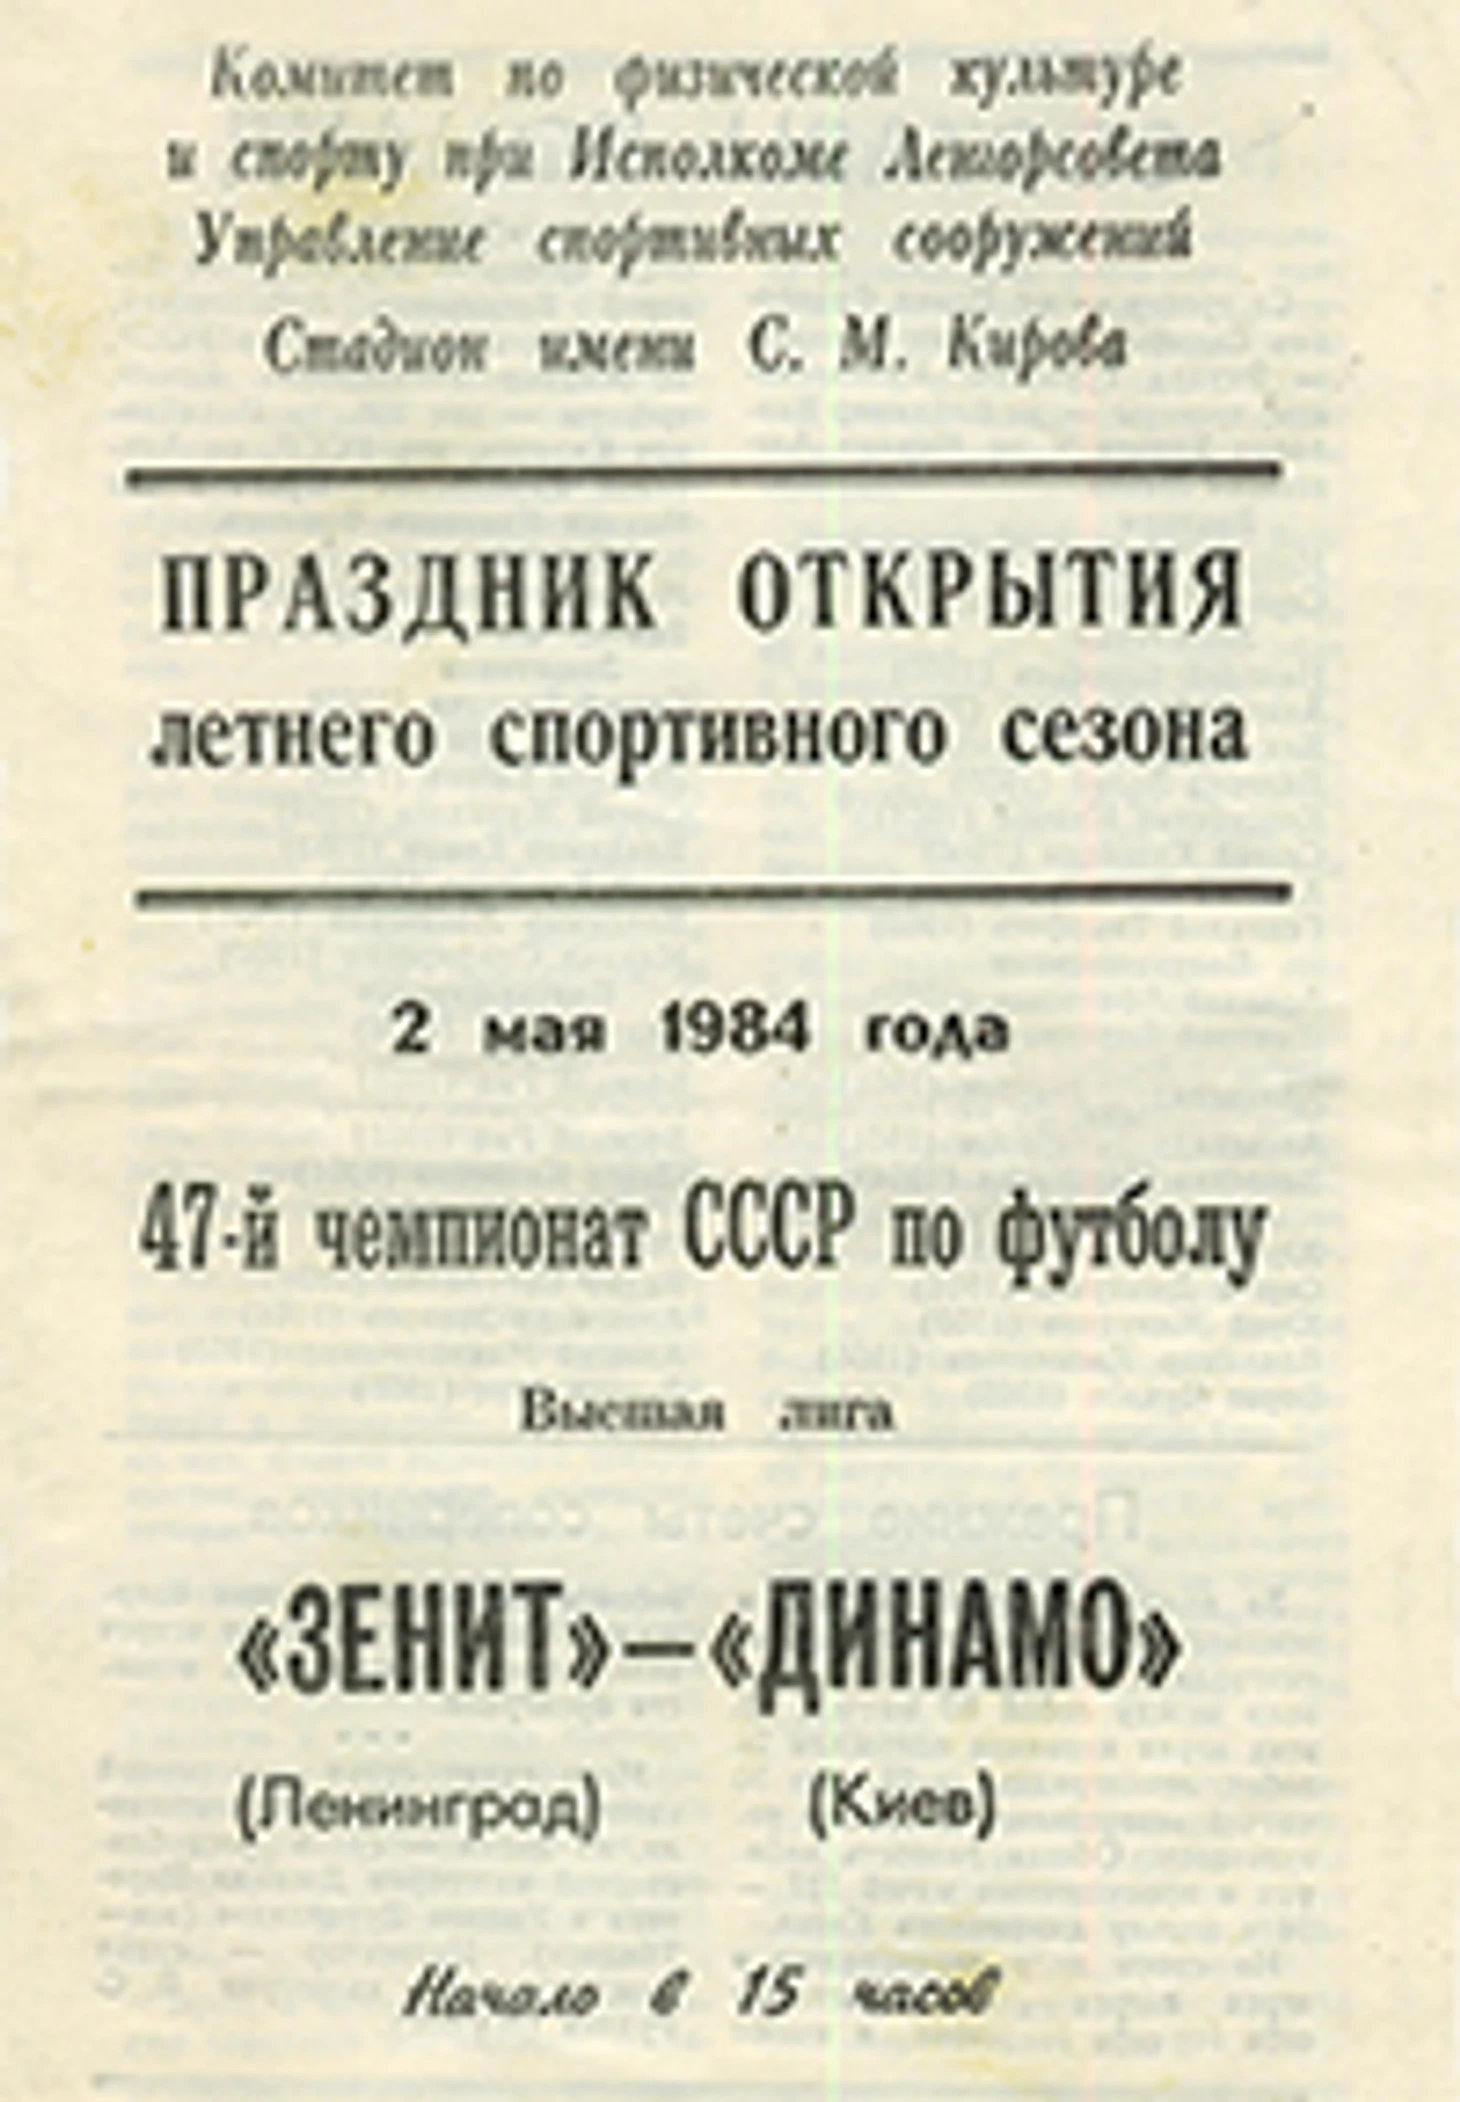 Комитет по физической культуре
и спорту при Исполкоме Ленгорсовета
Управление спортивных сооружений
Стадион имени С. М. Кирова
ПРАЗДНИК ОТКРЫТИЯ
летнего спортивного сезона
2 мая 1984 года
47-й чемпионат СССР по футболу
Высшая лига
«ЗЕНИТ»—«ДИНАМО»
(Ленинград) (Киев)
Начало в 15 часов